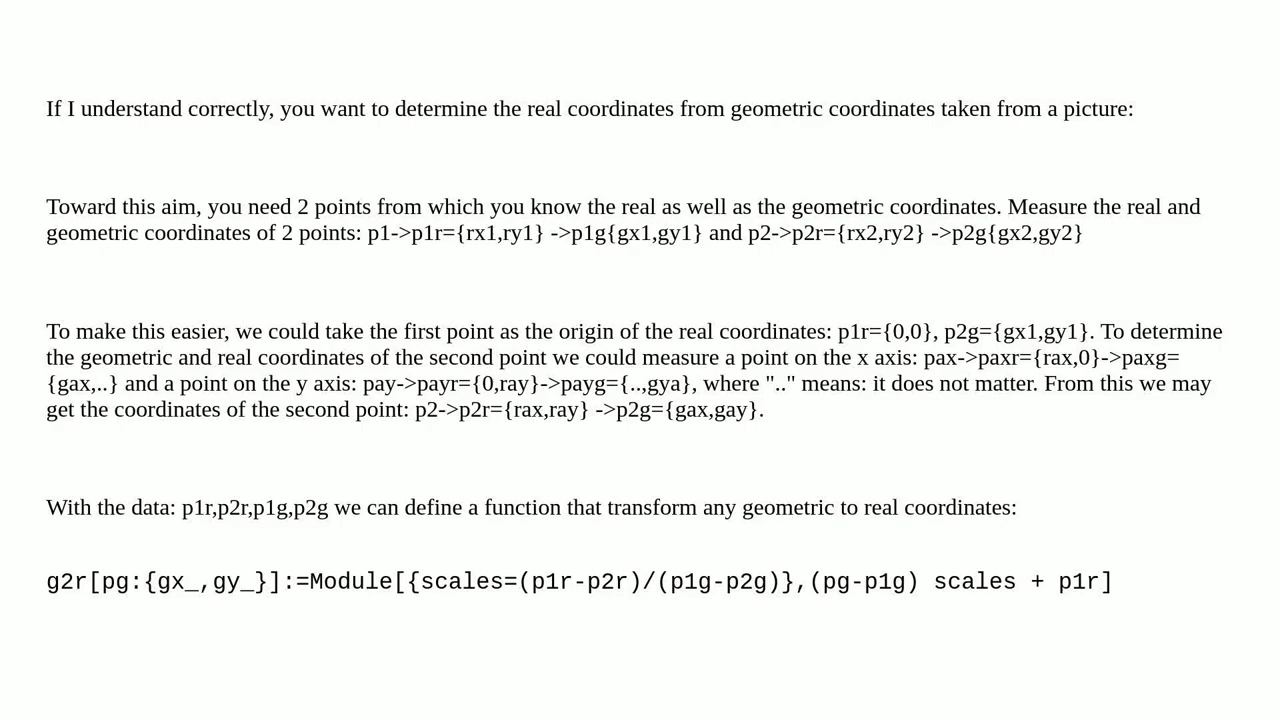 If I understand correctly, you want to determine the real coordinates from geometric coordinates taken from a picture:
Toward this aim, you need 2 points from which you know the real as well as the geometric coordinates. Measure the real and
geometric coordinates of 2 points: p1->p1r={rx1,ry1} ->p1g{gx1,gy1} and p2->p2r={rx2,ry2} ->p2g{gx2,gy2}
To make this easier, we could take the first point as the origin of the real coordinates: p1r={0,0}, p2g={gx1,gy1}. To determine
the geometric and real coordinates of the second point we could measure a point on the x axis: pax->paxr={rax,0}->paxg=
{gax,..} and a point on the y axis: pay->payr={0,ray}->payg={..,gya}, where ".." means: it does not matter. From this we may
get the coordinates of the second point: p2->p2r={rax,ray} ->p2g={gax,gay}.
With the data: p1r,p2r,p1g,p2g we can define a function that transform any geometric to real coordinates:
g2r[pg:{gx_,gy_}]:=Module[{scales=(p1r-p2r)/(p1g-p2g)},(pg-p1g) scales + p1r]